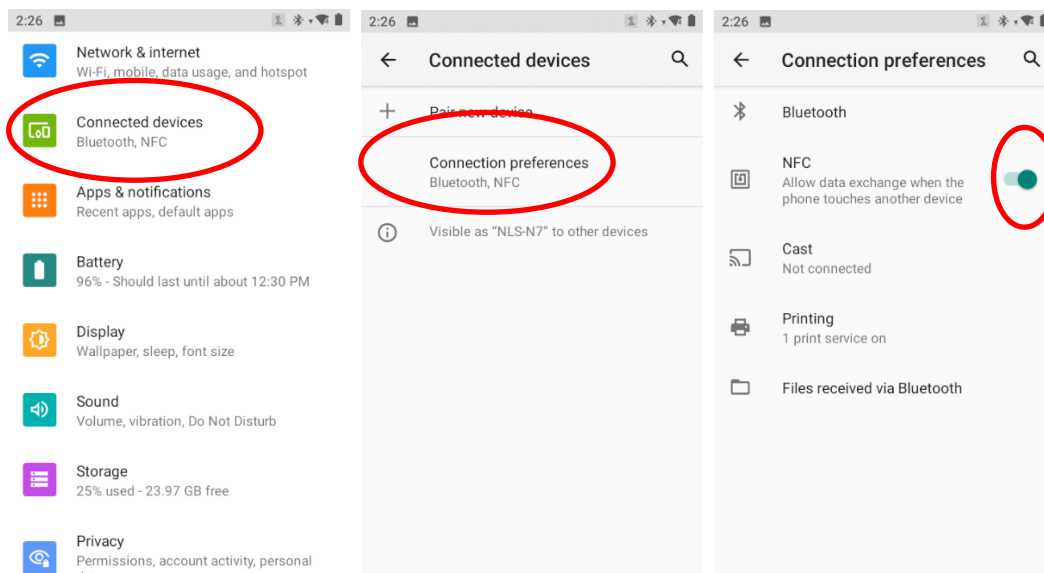 2:26
1
Network & internet
Wi-Fi, mobile, data usage, and hotspot
Connected devices
Bluetooth, NFC
Apps & notifications
Recent apps, default apps
Battery
96% - Should last until about 12:30 PM
Display
Wallpaper, sleep, font size
Sound
Volume, vibration, Do Not Disturb
Storage
25% used - 23.97 GB free
Privacy
Permissions, account activity, personal
2:26
1
Connected devices
Pair new device
Connection preferences
Bluetooth, NFC
Visible as “NLS-N7” to other devices
2:26
1
Connection preferences
Bluetooth
NFC
Allow data exchange when the
phone touches another device
Cast
Not connected
Printing
1 print service on
Files received via Bluetooth